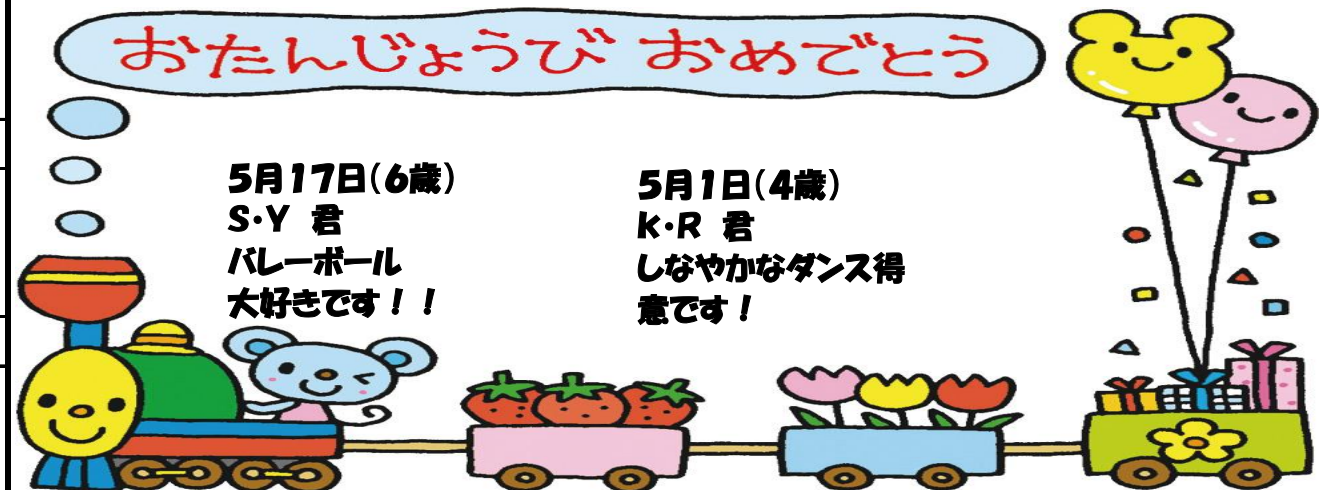 おたんじょうび おめでとう
5月17日(6歳)
S・Y 君
バレーボール
大好きです!!
5月1日(4歳)
K・R 君
しなやかなダンス得
意です!